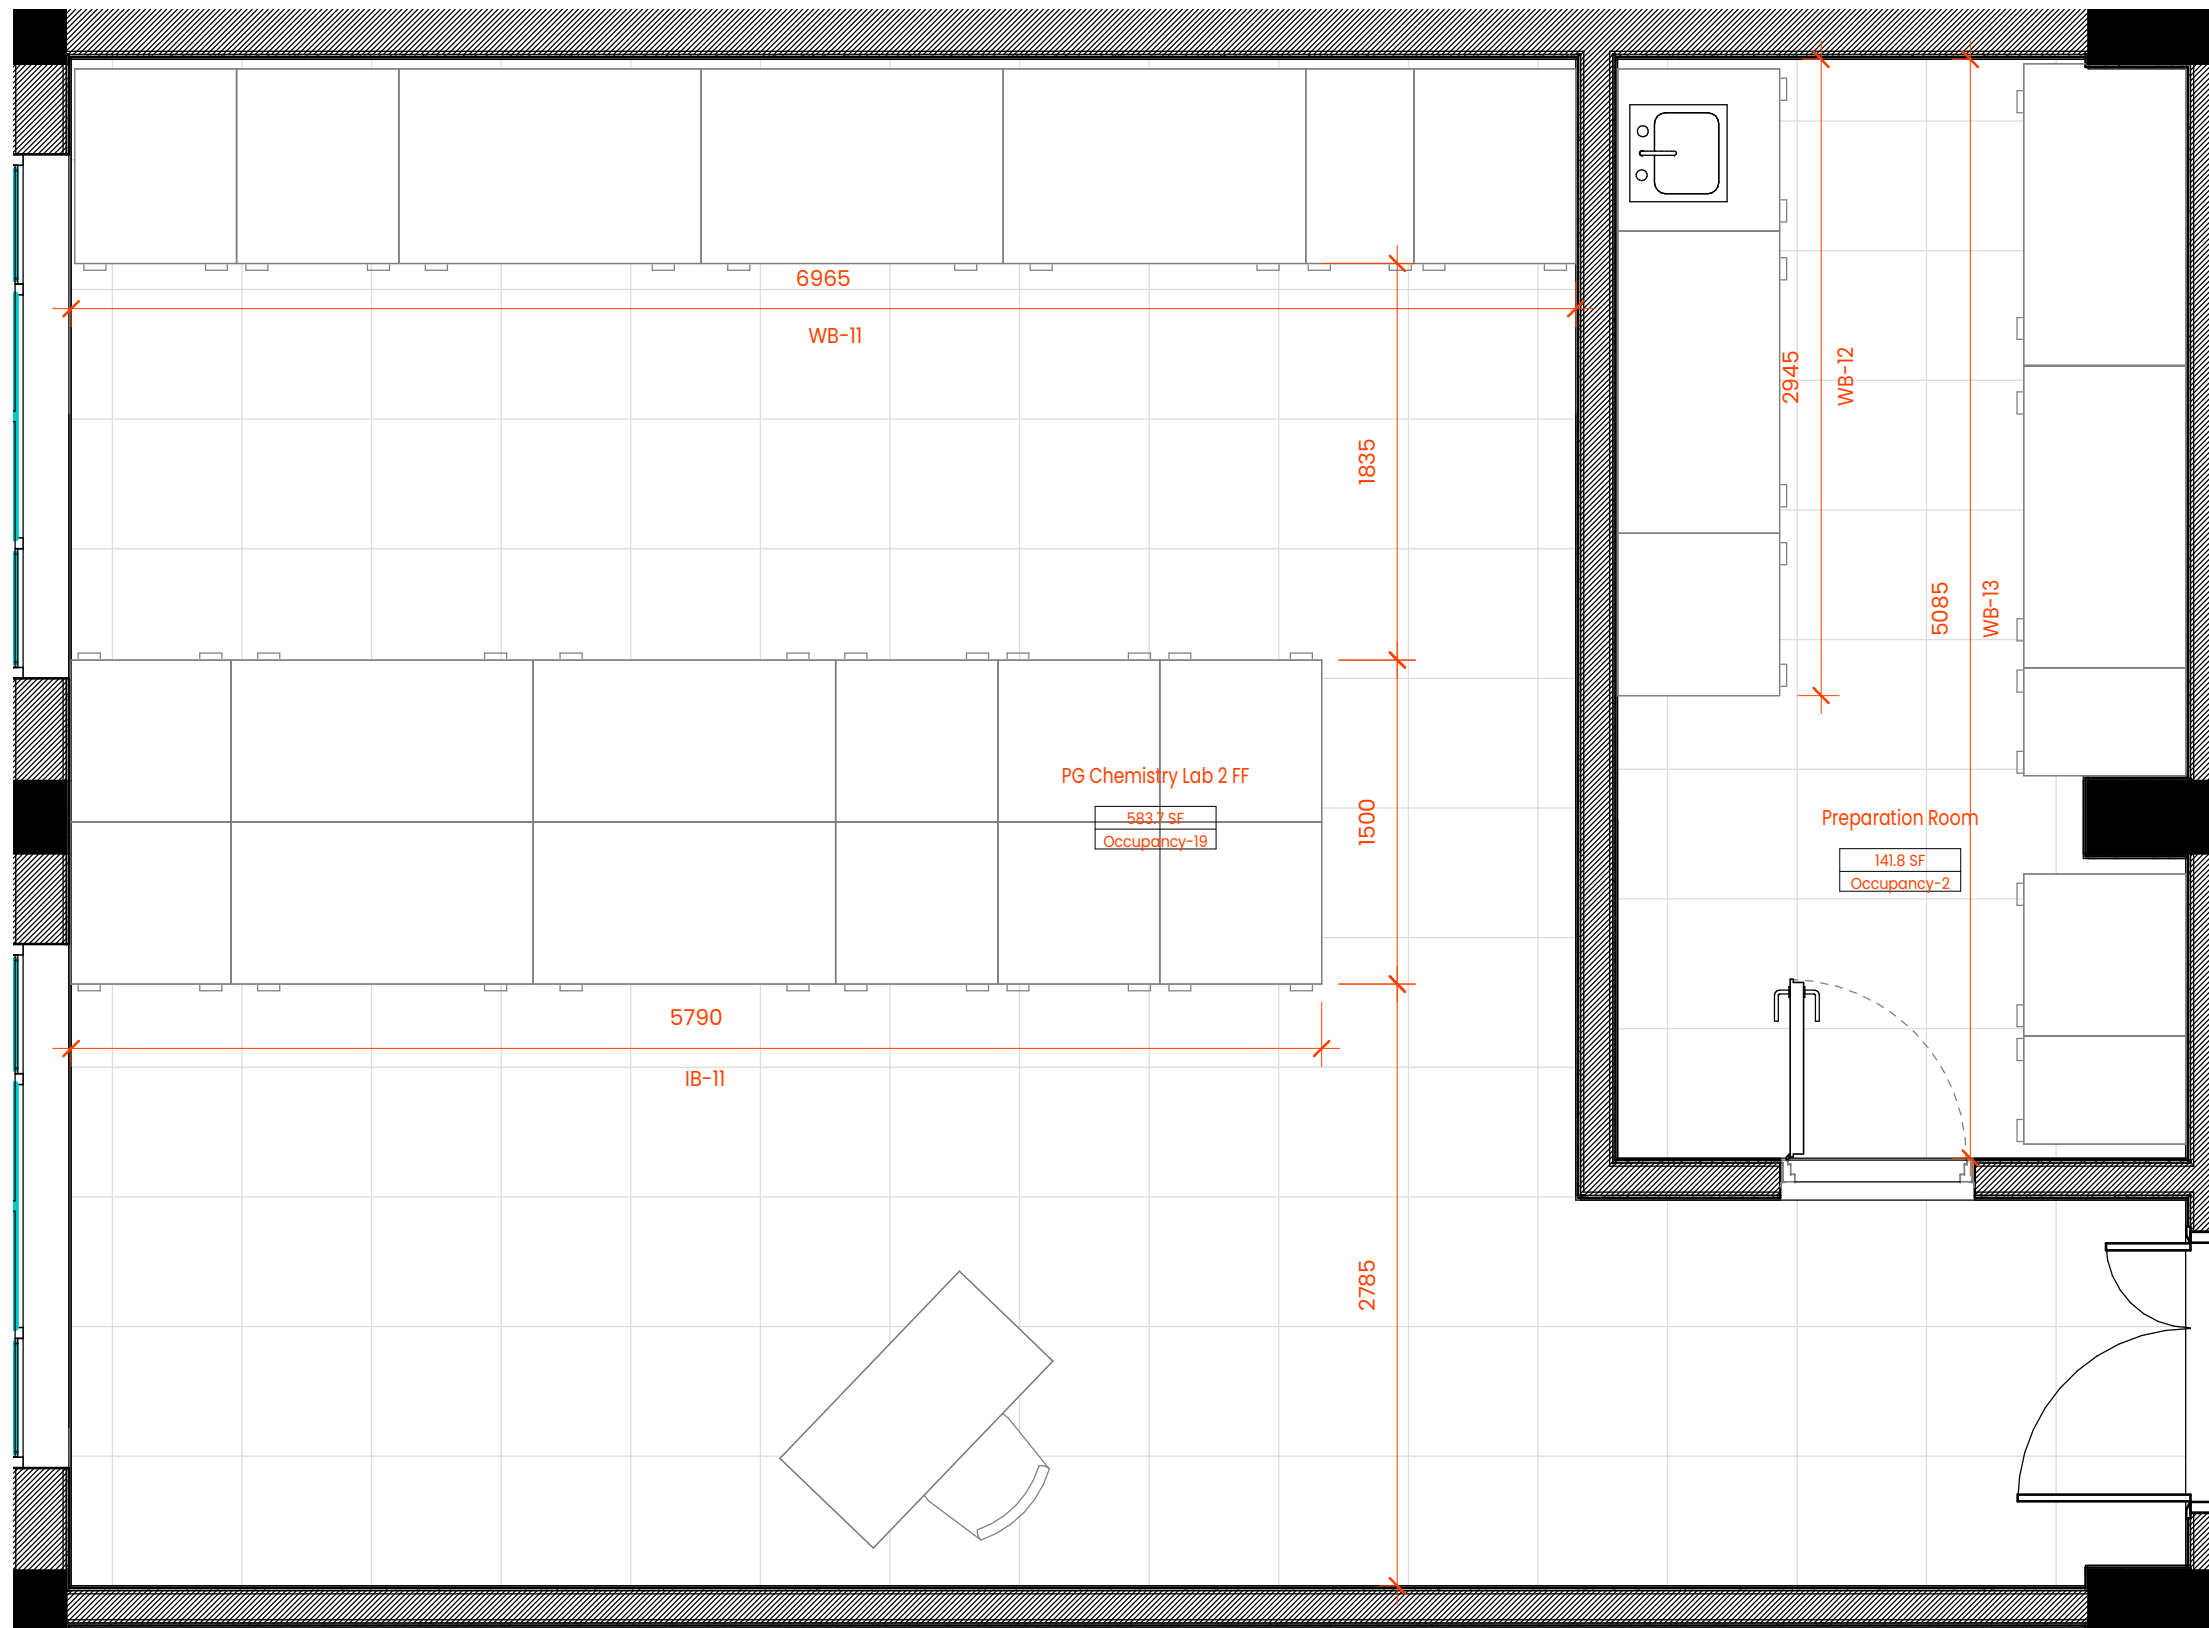 6965
WB-11
2945
WB-12
1835
5085
WB-13
PG Chemistry Lab 2 FF
583.7 SF
Occupancy-19
1500
Preparation Room
141.8 SF
Occupancy-2
5790
IB-11
2785